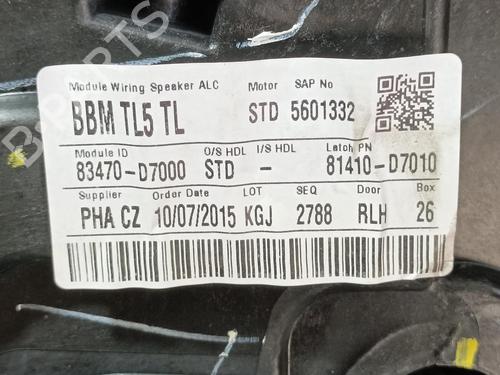 Module Wiring Speaker ALC Motor SAP No
BBM TL5 TL STD 5601332
Module ID O/S HDL I/S HDL Latch PN
83470-D7000 STD - 81410-D7010
Supplier Order Date LOT SEQ Door Box
PHA CZ 10/07/2015 KGJ 2788 RLH 26
B-PARTS